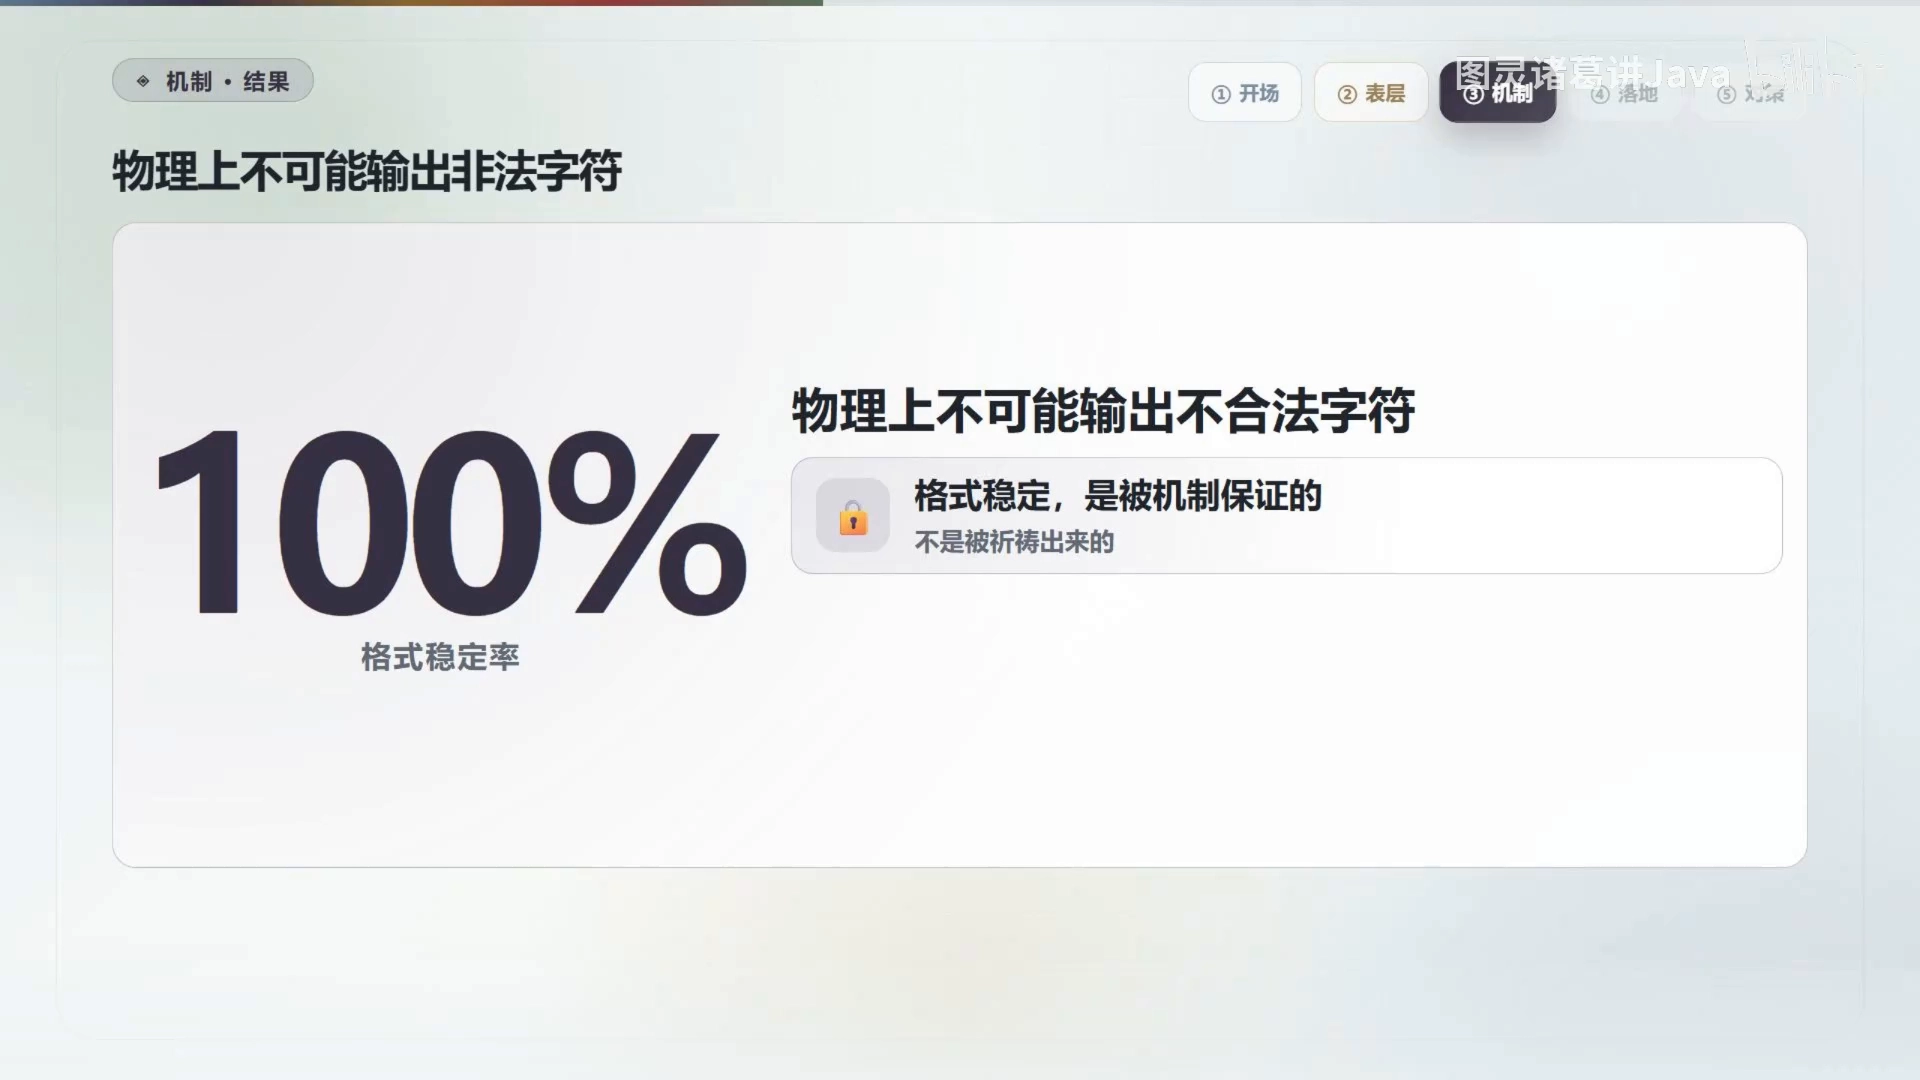 机制 · 结果
① 开场
② 表层
③ 机制
④ 落地
⑤ 对策
图灵诸葛讲Java
物理上不可能输出非法字符
100%
格式稳定率
物理上不可能输出不合法字符
格式稳定，是被机制保证的
不是被祈祷出来的